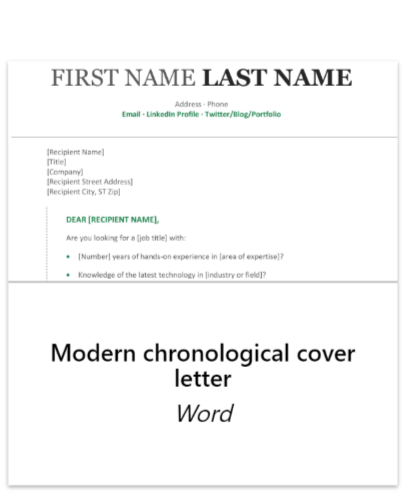 FIRST NAME LAST NAME
Address · Phone
Email · LinkedIn Profile · Twitter/Blog/Portfolio
[Recipient Name]
[Title]
[Company]
[Recipient Street Address]
[Recipient City, ST Zip]
DEAR [RECIPIENT NAME],
Are you looking for a [job title] with:
• [Number] years of hands-on experience in [area of expertise]?
• Knowledge of the latest technology in [industry or field]?
Modern chronological cover
letter
Word